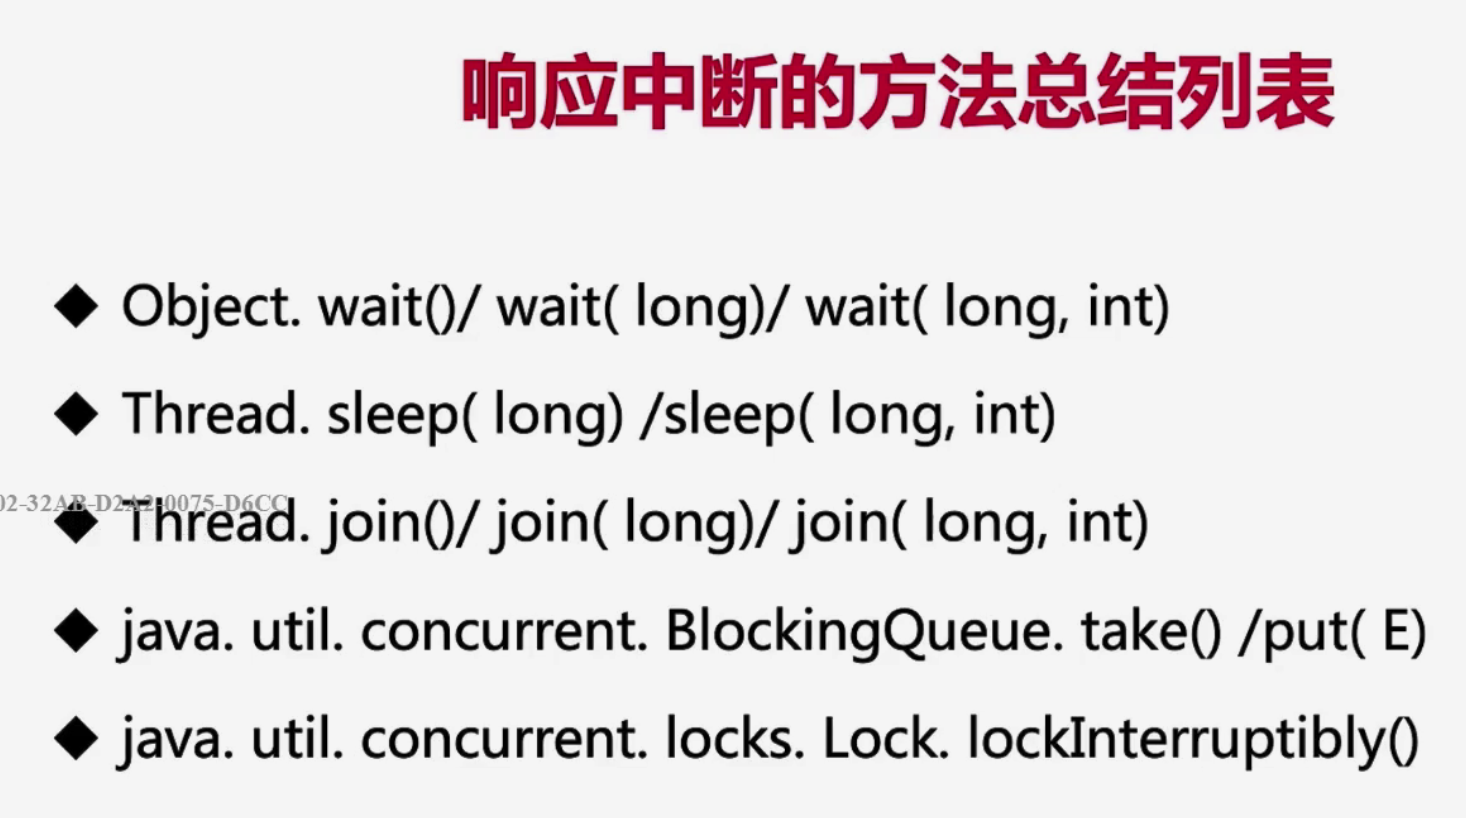 响应中断的方法总结列表
◆ Object. wait()/ wait( long)/ wait( long, int)
◆ Thread. sleep( long) /sleep( long, int)
02-32AB-D2A2-0075-D6CC
◆ Thread. join()/ join( long)/ join( long, int)
◆ java. util. concurrent. BlockingQueue. take() /put( E)
◆ java. util. concurrent. locks. Lock. lockInterruptibly()